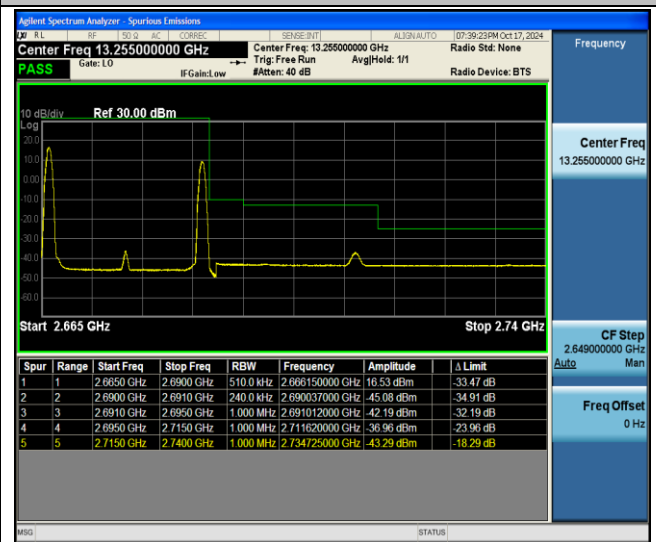 Agilent Spectrum Analyzer - Spurious Emissions
RL RF 50 Ω AC CORREC SENSE:INT ALIGNAUTO 07:39:23PM Oct 17, 2024
Center Freq 13.255000000 GHz Center Freq: 13.255000000 GHz Radio Std: None
Trig: Free Run Avg|Hold: 1/1
PASS Gate: LO IFGain:Low #Atten: 40 dB Radio Device: BTS
Frequency
10 dB/div Ref 30.00 dBm
Log
20.0
10.0
0.00
-10.0
-20.0
-30.0
-40.0
-50.0
-60.0
Start 2.665 GHz Stop 2.74 GHz
Center Freq
13.255000000 GHz
CF Step
2.649000000 GHz
Auto Man
Freq Offset
0 Hz
Spur Range Start Freq Stop Freq RBW Frequency Amplitude Δ Limit
1 1 2.6650 GHz 2.6900 GHz 510.0 kHz 2.666150000 GHz 16.53 dBm -33.47 dB
2 2 2.6900 GHz 2.6910 GHz 240.0 kHz 2.690037000 GHz -45.08 dBm -34.91 dB
3 3 2.6910 GHz 2.6950 GHz 1.000 MHz 2.691012000 GHz -42.19 dBm -32.19 dB
4 4 2.6950 GHz 2.7150 GHz 1.000 MHz 2.711620000 GHz -36.96 dBm -23.96 dB
5 5 2.7150 GHz 2.7400 GHz 1.000 MHz 2.734725000 GHz -43.29 dBm -18.29 dB
MSG STATUS